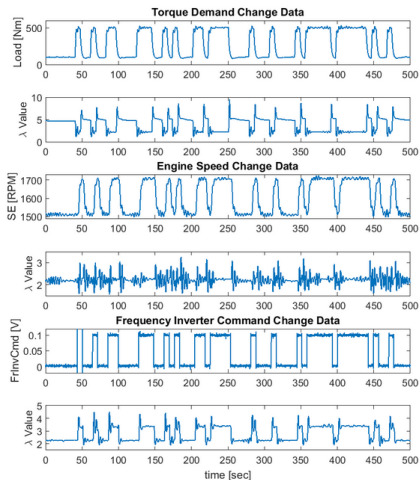 Torque Demand Change Data
Load [Nm]
500
0
0 50 100 150 200 250 300 350 400 450 500
λ Value
10
5
0
0 50 100 150 200 250 300 350 400 450 500
Engine Speed Change Data
SE [RPM]
1700
1600
1500
0 50 100 150 200 250 300 350 400 450 500
λ Value
3
2
0 50 100 150 200 250 300 350 400 450 500
Frequency Inverter Command Change Data
FrInvCmd [V]
0.1
0.05
0
0 50 100 150 200 250 300 350 400 450 500
λ Value
5
4
3
2
0 50 100 150 200 250 300 350 400 450 500
time [sec]